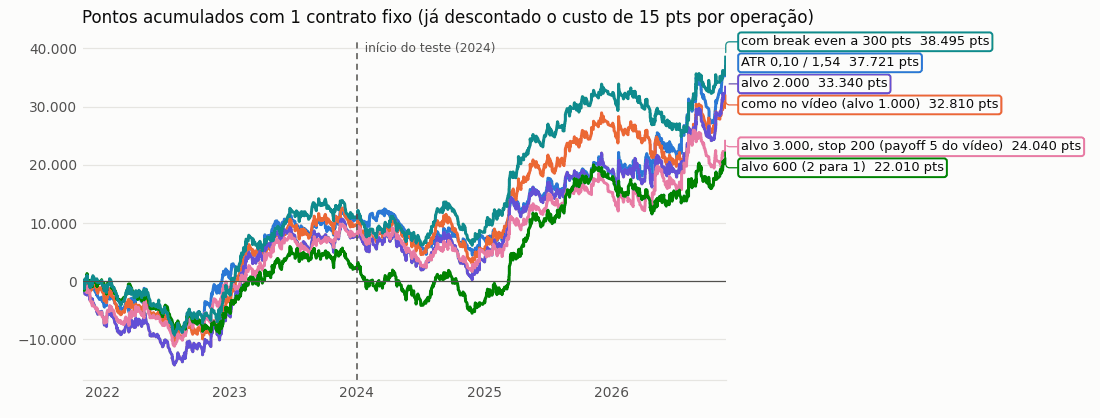 Pontos acumulados com 1 contrato fixo (já descontado o custo de 15 pts por operação)
40.000
30.000
20.000
10.000
0
−10.000
início do teste (2024)
com break even a 300 pts 38.495 pts
ATR 0,10 / 1,54 37.721 pts
alvo 2.000 33.340 pts
como no vídeo (alvo 1.000) 32.810 pts
alvo 3.000, stop 200 (payoff 5 do vídeo) 24.040 pts
alvo 600 (2 para 1) 22.010 pts
2022 2023 2024 2025 2026